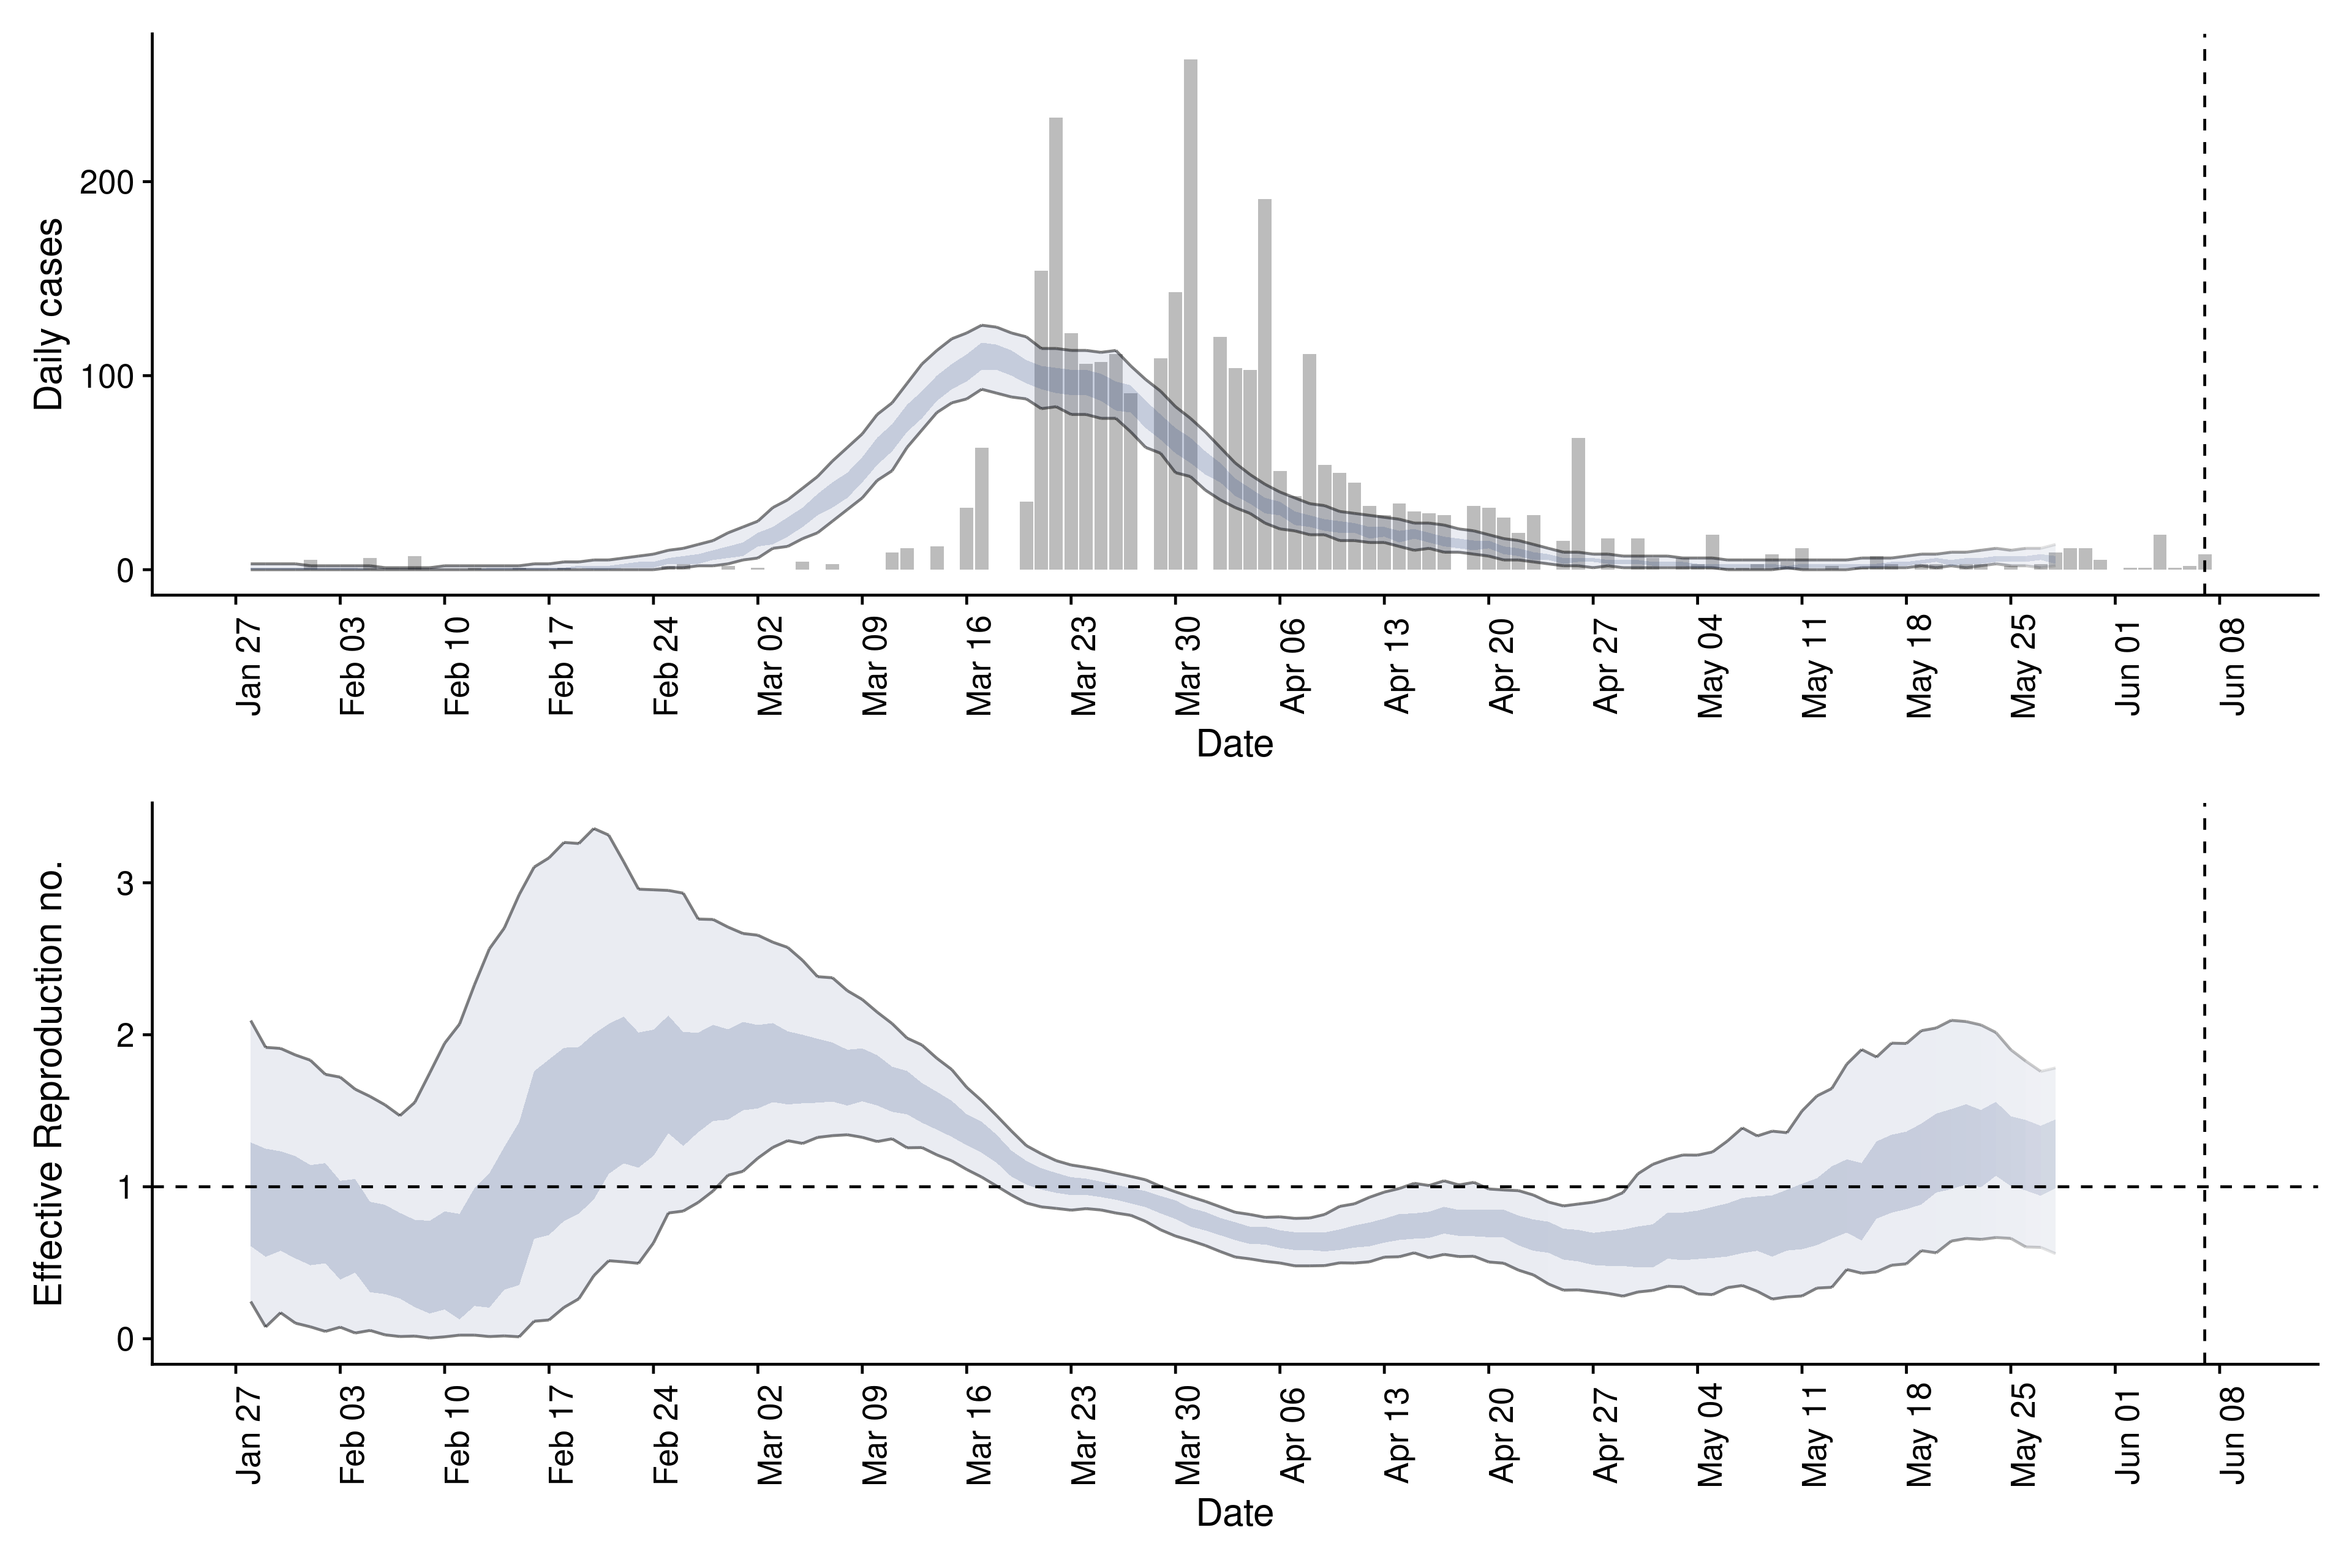 Daily cases
200
100
0
Jan 27
Feb 03
Feb 10
Feb 17
Feb 24
Mar 02
Mar 09
Mar 16
Mar 23
Mar 30
Apr 06
Apr 13
Apr 20
Apr 27
May 04
May 11
May 18
May 25
Jun 01
Jun 08
Date
Effective Reproduction no.
3
2
1
0
Jan 27
Feb 03
Feb 10
Feb 17
Feb 24
Mar 02
Mar 09
Mar 16
Mar 23
Mar 30
Apr 06
Apr 13
Apr 20
Apr 27
May 04
May 11
May 18
May 25
Jun 01
Jun 08
Date